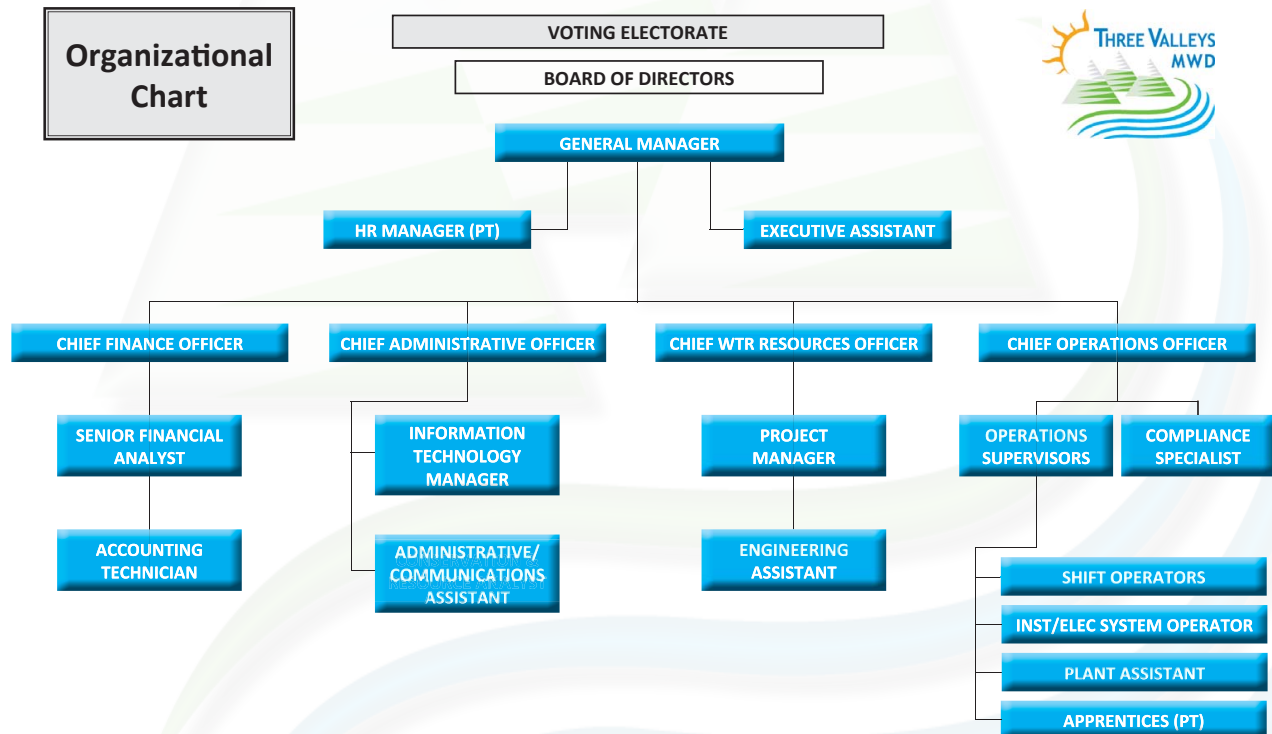 Organizational
Chart
VOTING ELECTORATE
BOARD OF DIRECTORS
THREE VALLEYS
MWD
GENERAL MANAGER
HR MANAGER (PT)
EXECUTIVE ASSISTANT
CHIEF FINANCE OFFICER
CHIEF ADMINISTRATIVE OFFICER
CHIEF WTR RESOURCES OFFICER
CHIEF OPERATIONS OFFICER
SENIOR FINANCIAL
ANALYST
INFORMATION
TECHNOLOGY
MANAGER
PROJECT
MANAGER
OPERATIONS
SUPERVISORS
COMPLIANCE
SPECIALIST
ACCOUNTING
TECHNICIAN
ADMINISTRATIVE/
CONSERVATION &
COMMUNICATIONS
RESOURCE ANALYST
ASSISTANT
ENGINEERING
ASSISTANT
SHIFT OPERATORS
INST/ELEC SYSTEM OPERATOR
PLANT ASSISTANT
APPRENTICES (PT)